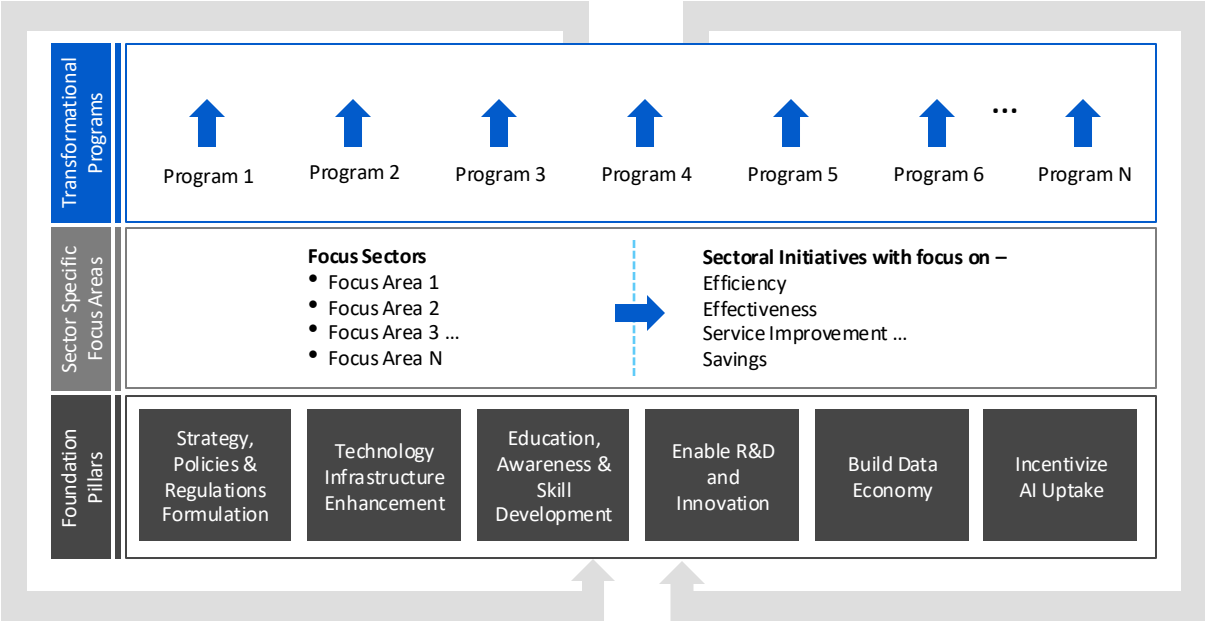 Transformational
Programs
Program 1
Program 2
Program 3
Program 4
Program 5
Program 6
...
Program N
Sector Specific
Focus Areas
Focus Sectors
• Focus Area 1
• Focus Area 2
• Focus Area 3 ...
• Focus Area N
Sectoral Initiatives with focus on –
Efficiency
Effectiveness
Service Improvement ...
Savings
Foundation
Pillars
Strategy,
Policies &
Regulations
Formulation
Technology
Infrastructure
Enhancement
Education,
Awareness &
Skill
Development
Enable R&D
and
Innovation
Build Data
Economy
Incentivize
AI Uptake